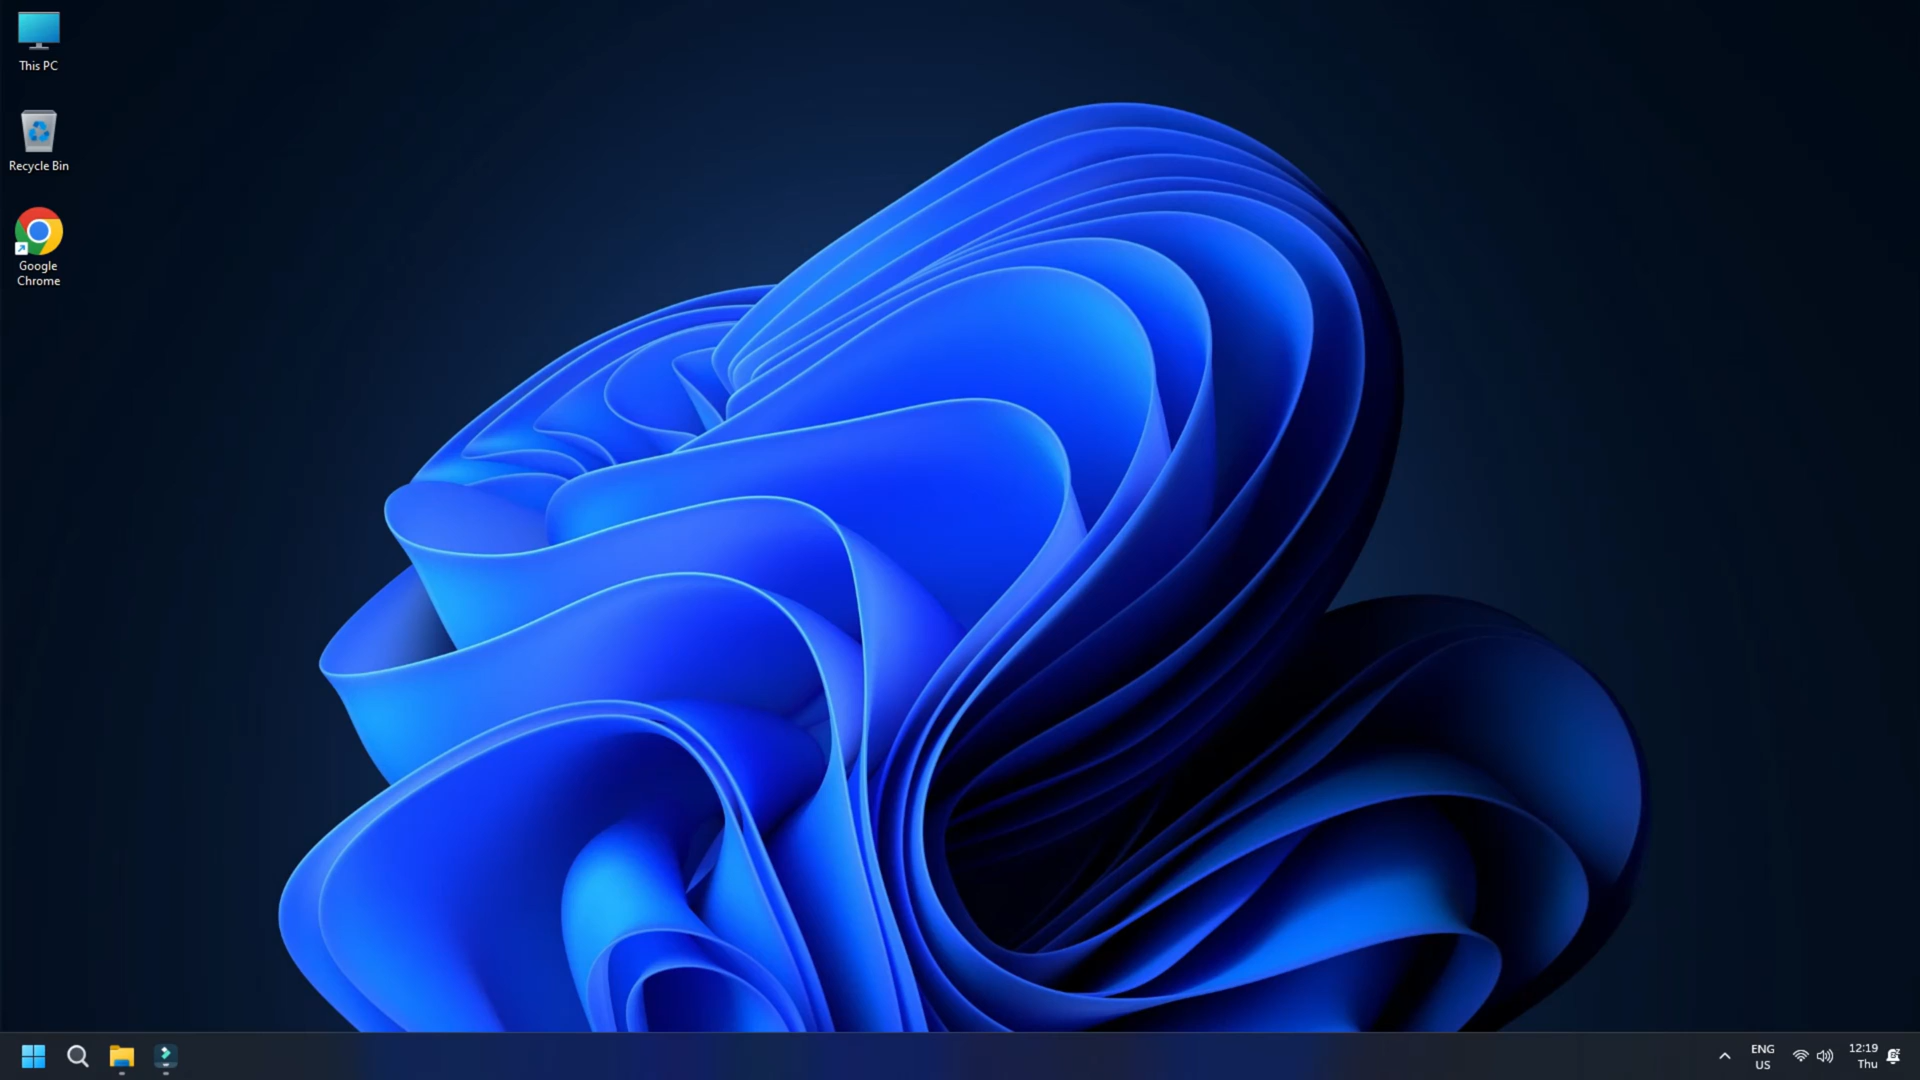 This PC
Recycle Bin
Google
Chrome
ENG
US
12:19
Thu